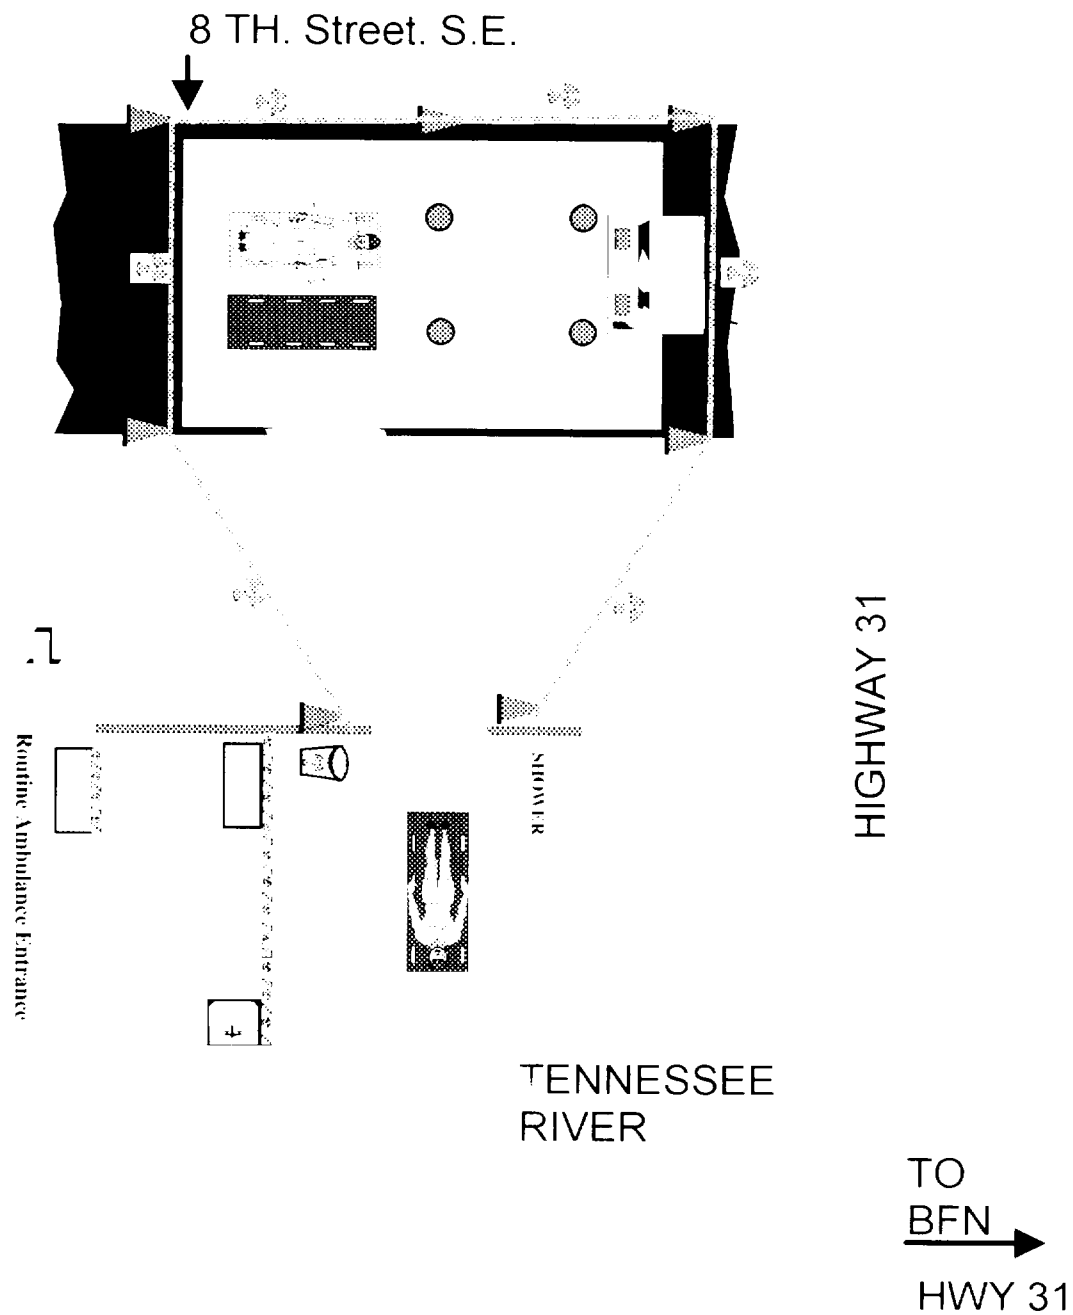 8 TH. Street. S.E.
HIGHWAY 31
Routine Ambulance Entrance
SHOWER
TENNESSEE
RIVER
TO
BFN
HWY 31